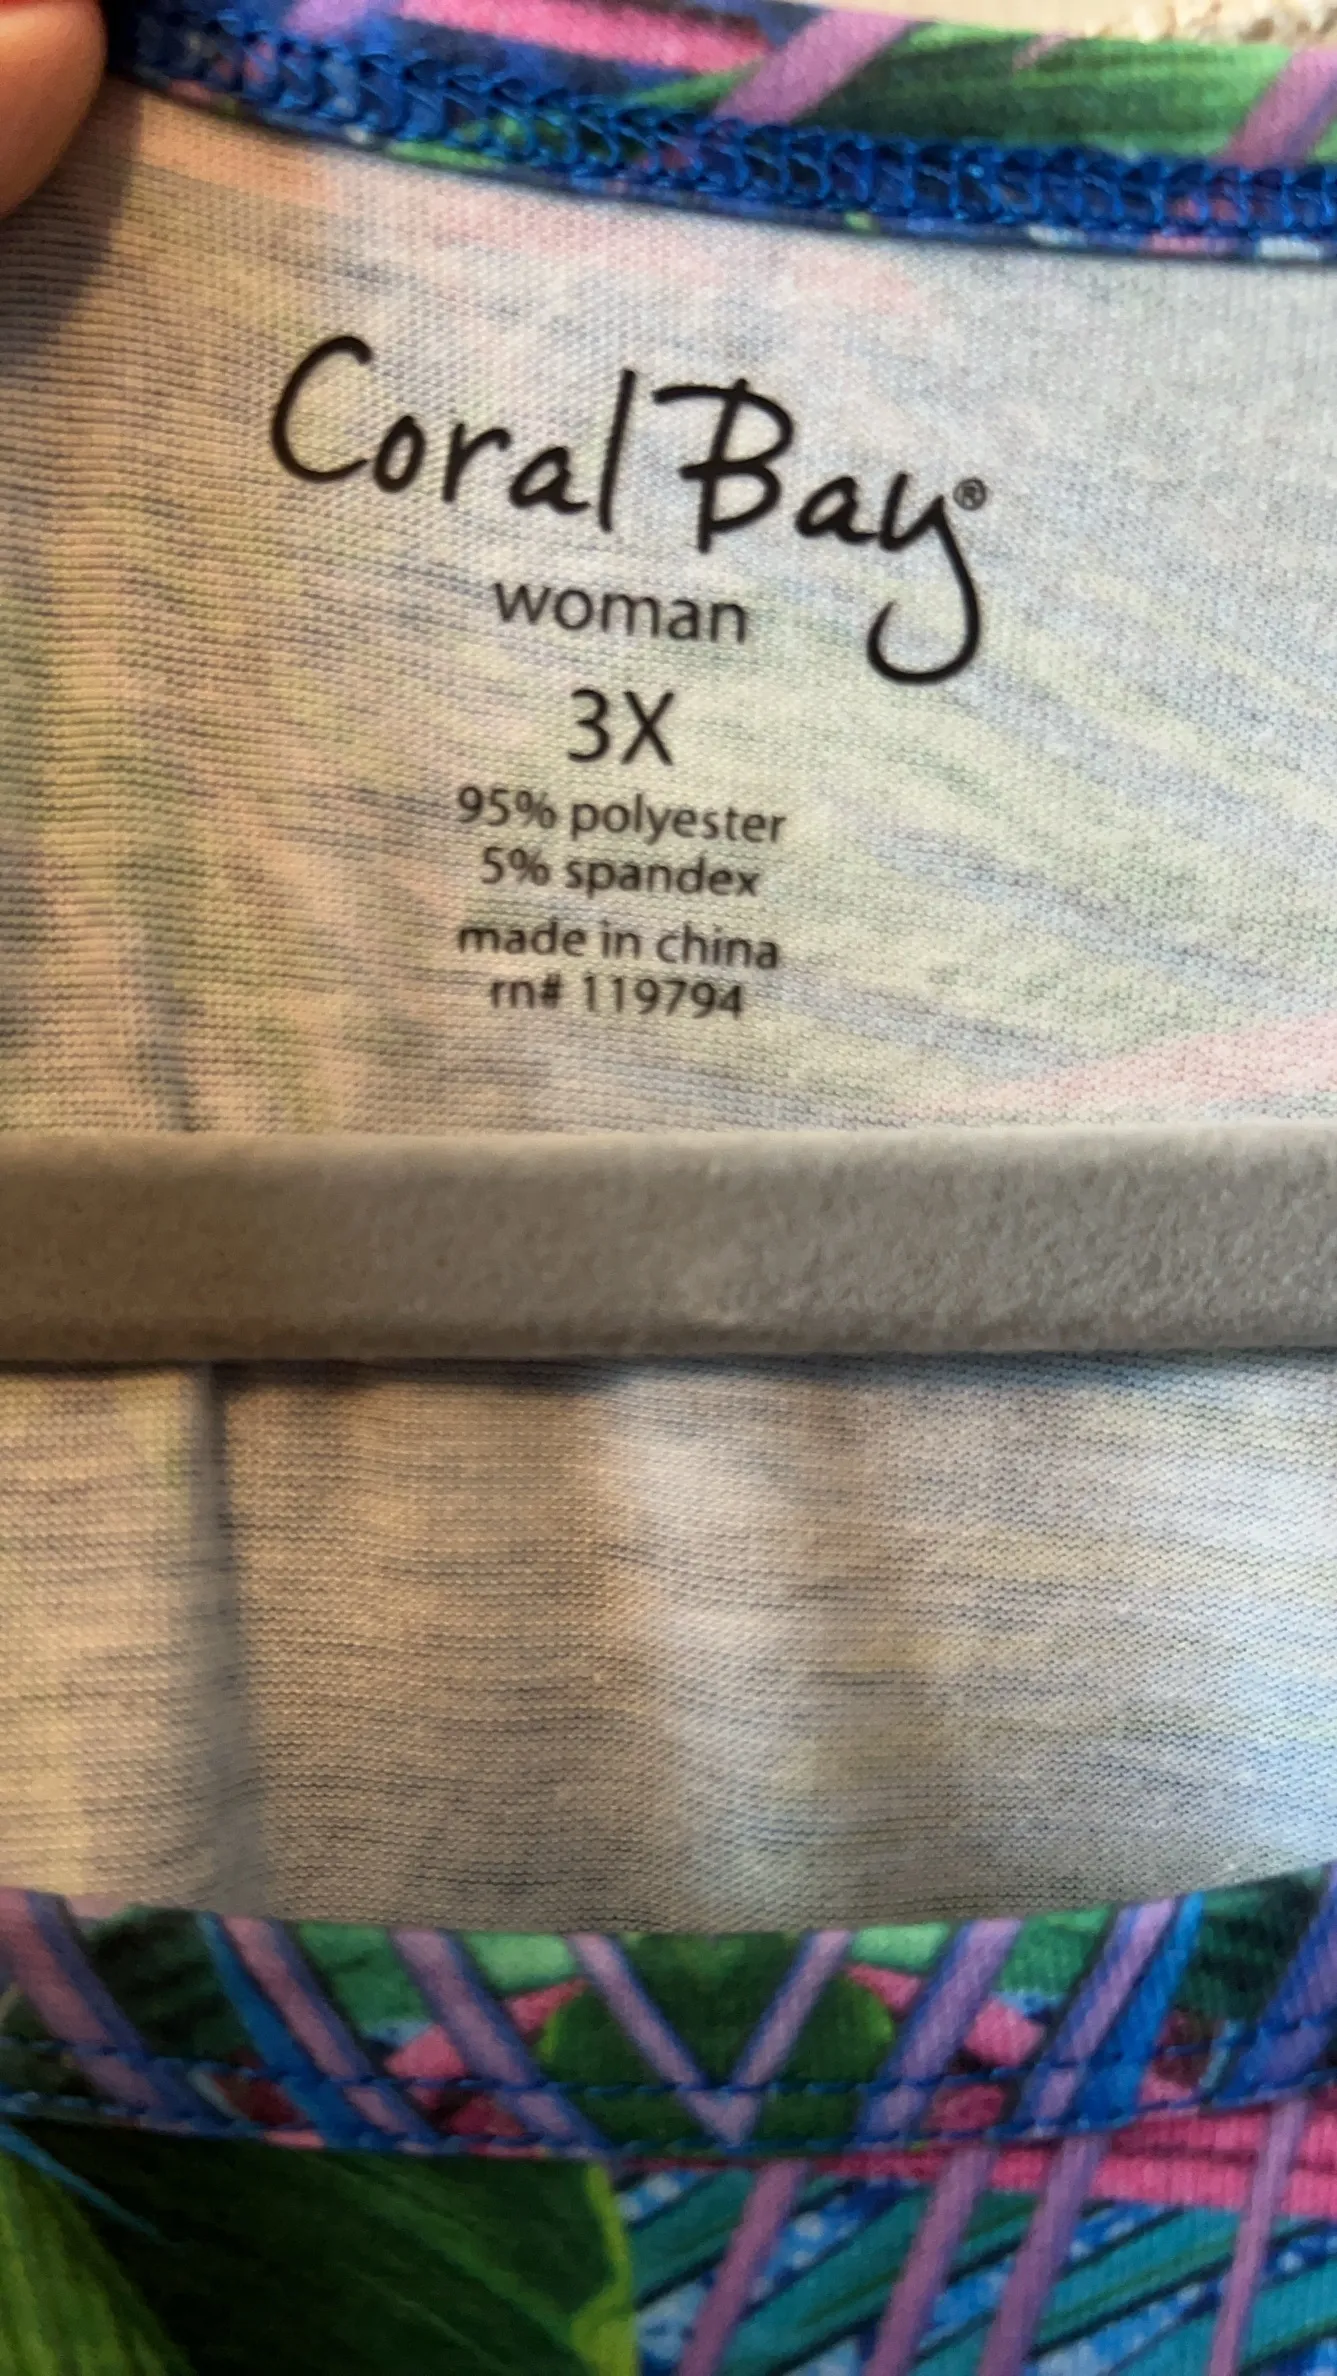 Coral Bay®
woman
3X
95% polyester
5% spandex
made in china
rn# 119794